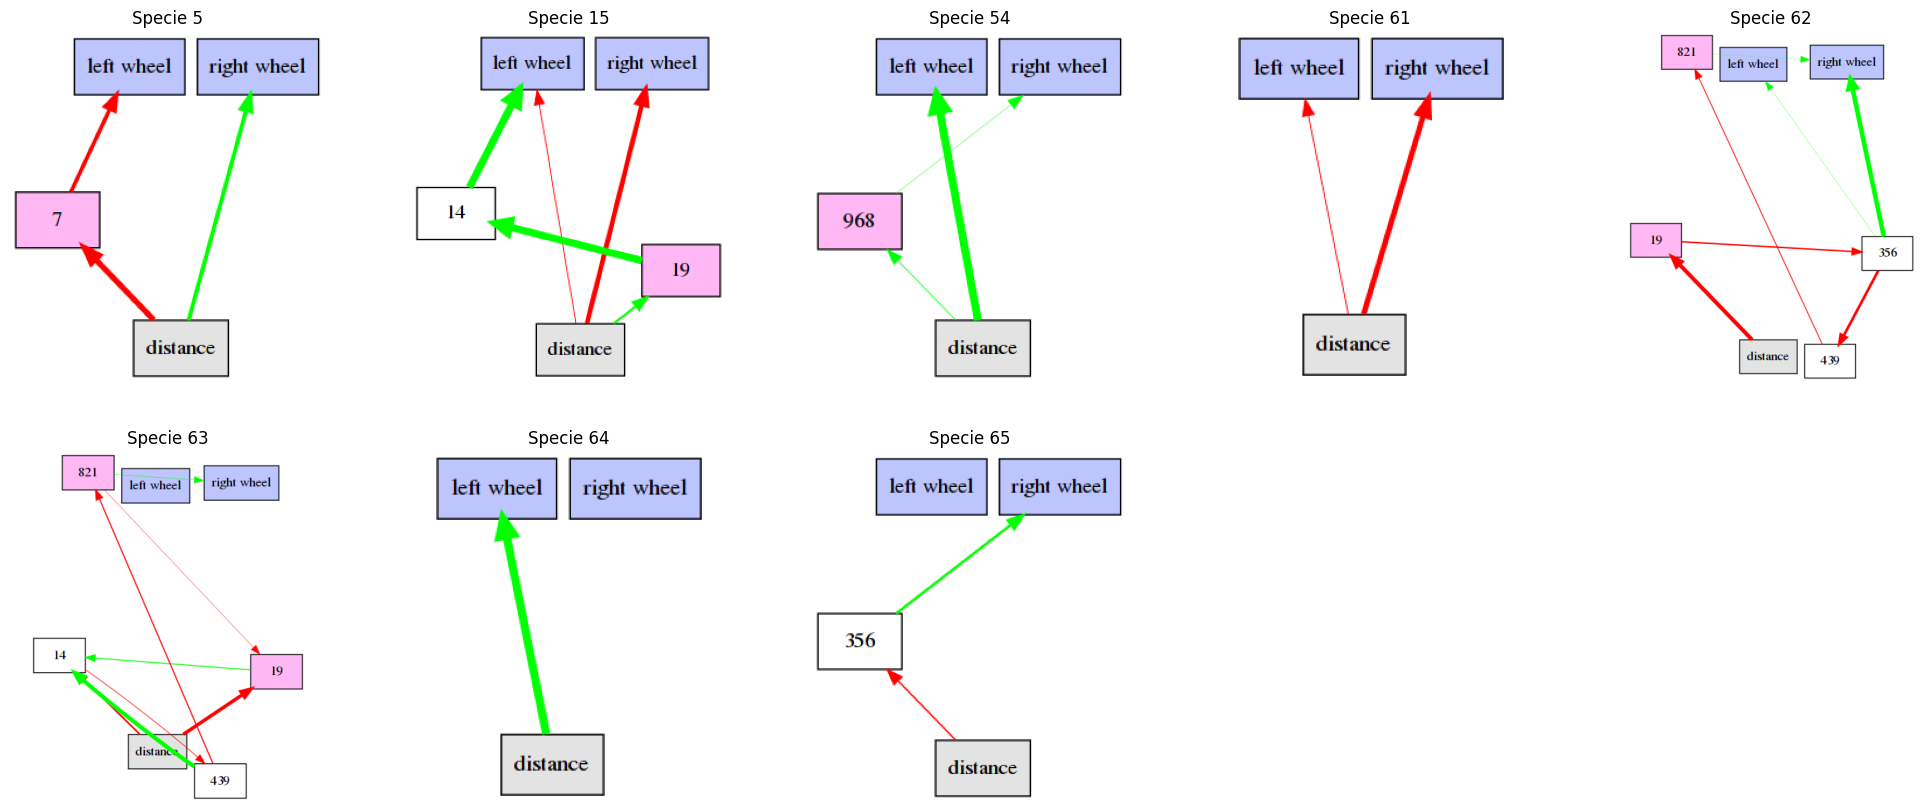 Specie 5
left wheel
right wheel
7
distance
Specie 15
left wheel
right wheel
14
19
distance
Specie 54
left wheel
right wheel
968
distance
Specie 61
left wheel
right wheel
distance
Specie 62
821
left wheel
right wheel
19
356
distance
439
Specie 63
821
left wheel
right wheel
14
19
distance
439
Specie 64
left wheel
right wheel
distance
Specie 65
left wheel
right wheel
356
distance